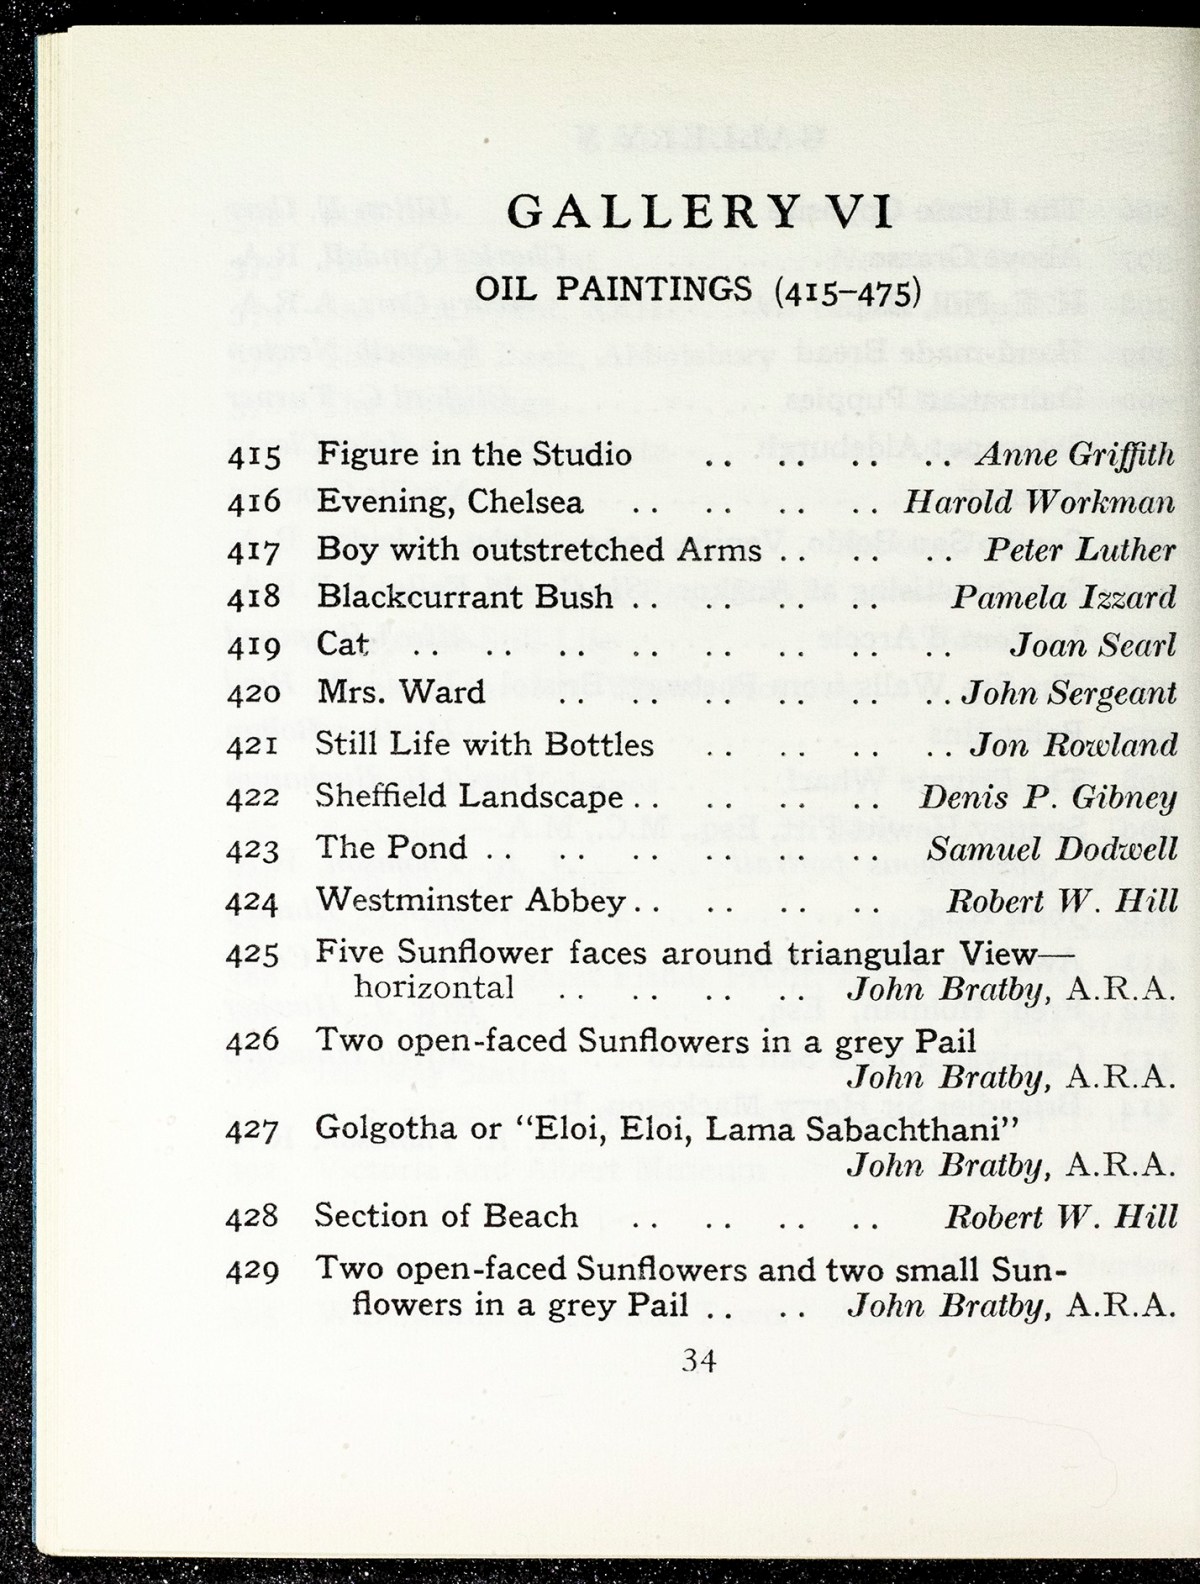 GALLERY VI
OIL PAINTINGS (415–475)
415 Figure in the Studio .. .. .. .. Anne Griffith
416 Evening, Chelsea .. .. .. .. Harold Workman
417 Boy with outstretched Arms .. .. .. Peter Luther
418 Blackcurrant Bush .. .. .. .. Pamela Izzard
419 Cat .. .. .. .. .. .. .. .. Joan Searl
420 Mrs. Ward .. .. .. .. .. .. John Sergeant
421 Still Life with Bottles .. .. .. .. Jon Rowland
422 Sheffield Landscape .. .. .. .. Denis P. Gibney
423 The Pond .. .. .. .. .. .. Samuel Dodwell
424 Westminster Abbey .. .. .. .. Robert W. Hill
425 Five Sunflower faces around triangular View—
horizontal .. .. .. .. John Bratby, A.R.A.
426 Two open-faced Sunflowers in a grey Pail
John Bratby, A.R.A.
427 Golgotha or “Eloi, Eloi, Lama Sabachthani”
John Bratby, A.R.A.
428 Section of Beach .. .. .. .. Robert W. Hill
429 Two open-faced Sunflowers and two small Sun-
flowers in a grey Pail .. .. John Bratby, A.R.A.
34